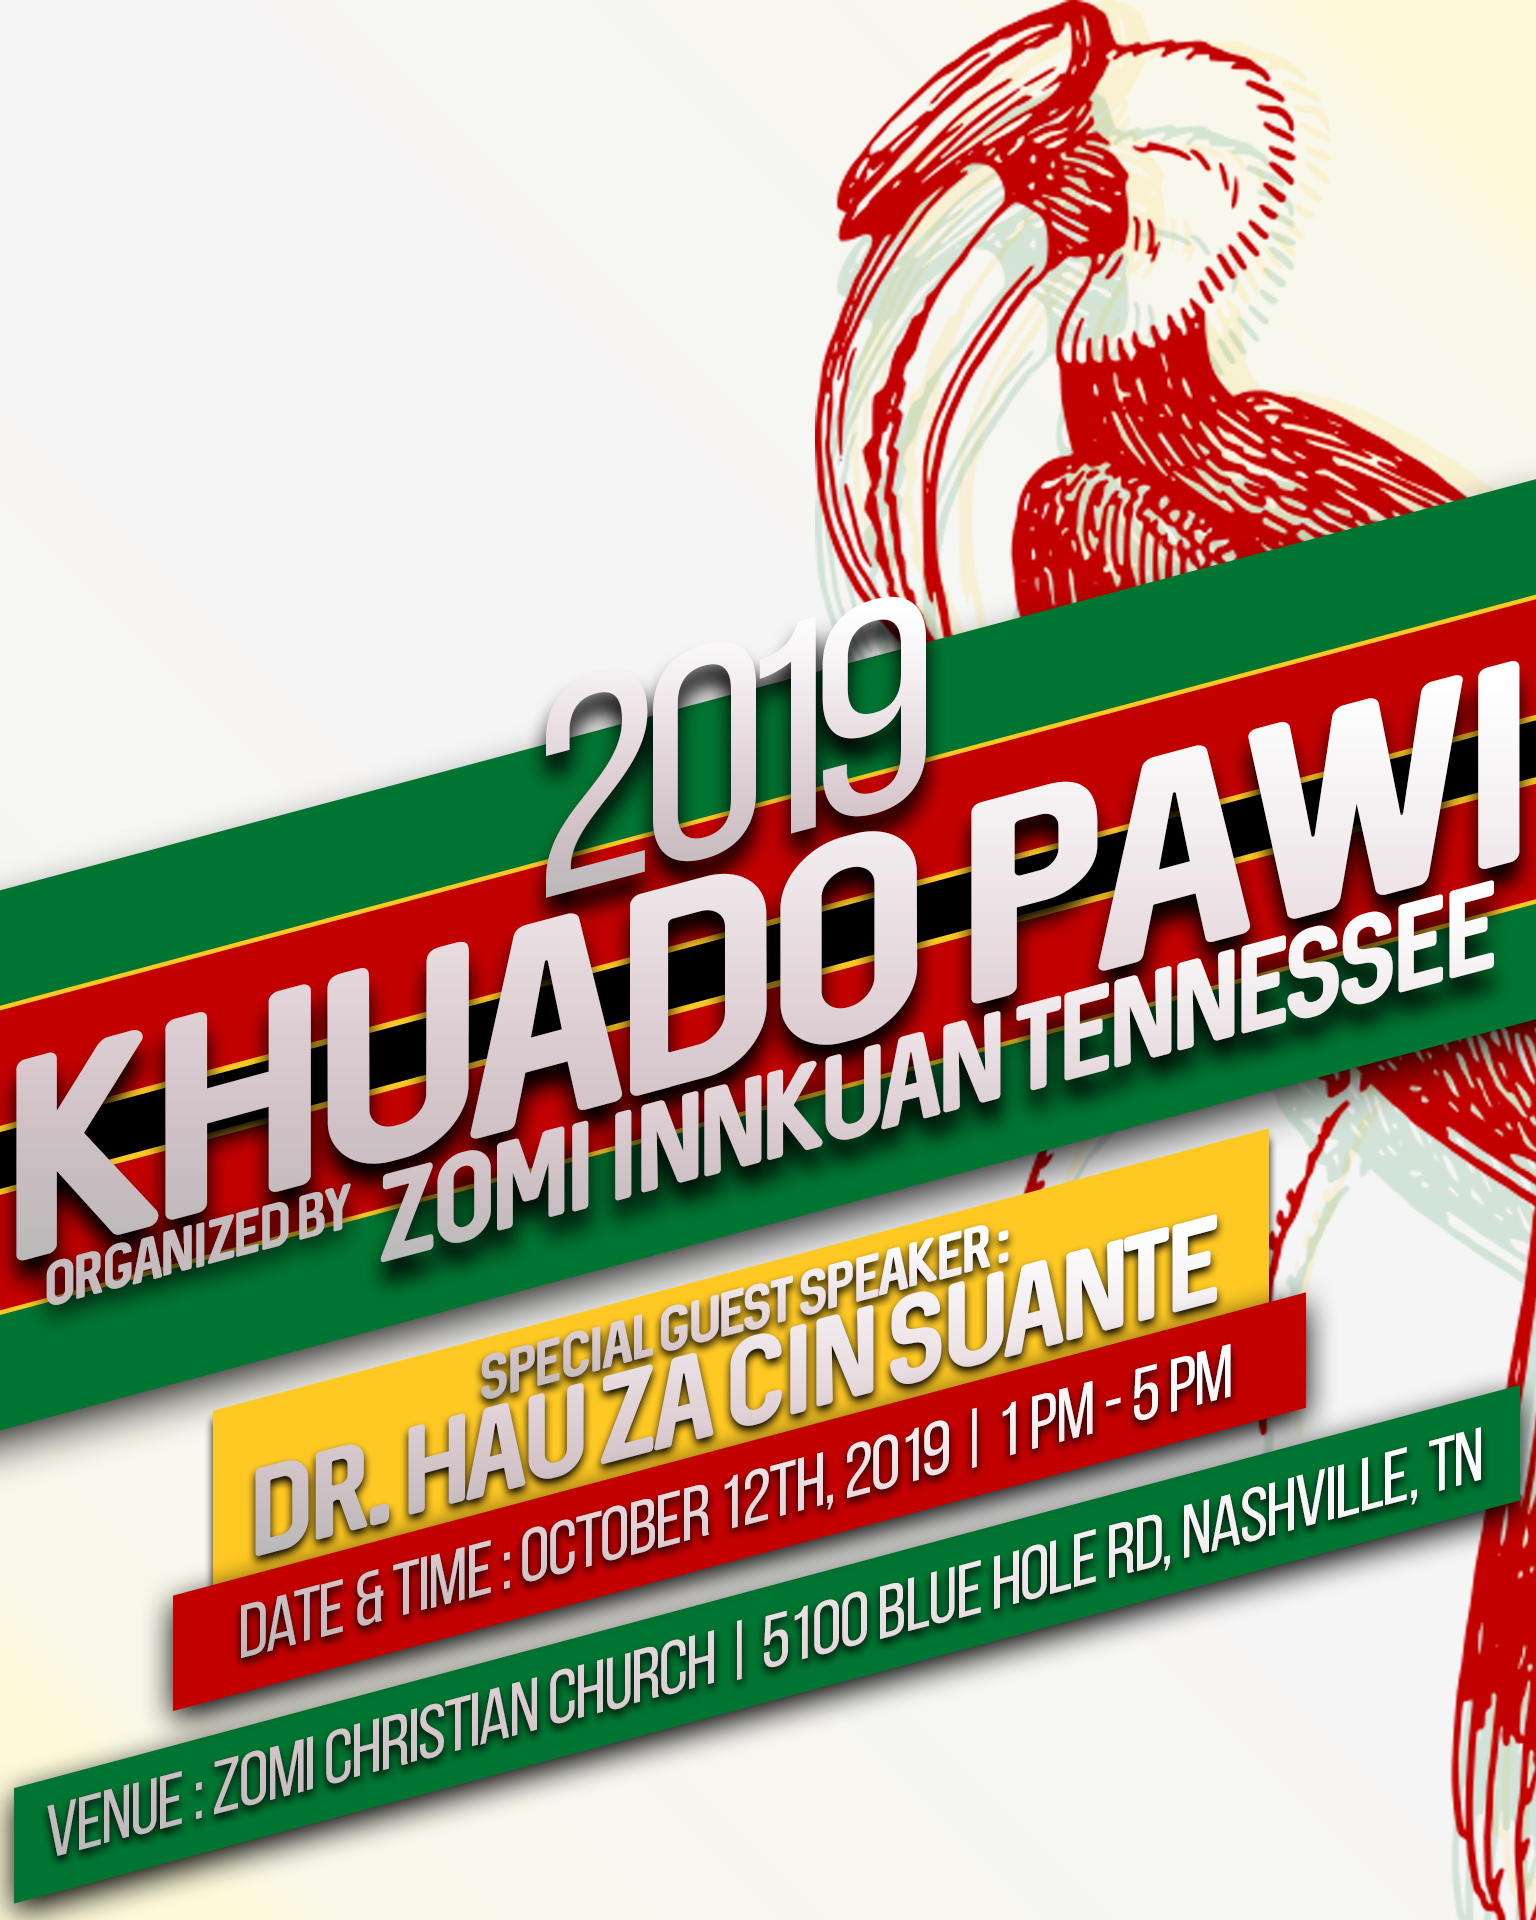 2019
KHUADO PAWI
ORGANIZED BY ZOMI INNKUAN TENNESSEE
SPECIAL GUEST SPEAKER :
DR. HAU ZA CIN SUANTE
DATE & TIME : OCTOBER 12TH, 2019 | 1 PM - 5 PM
VENUE : ZOMI CHRISTIAN CHURCH | 5100 BLUE HOLE RD, NASHVILLE, TN